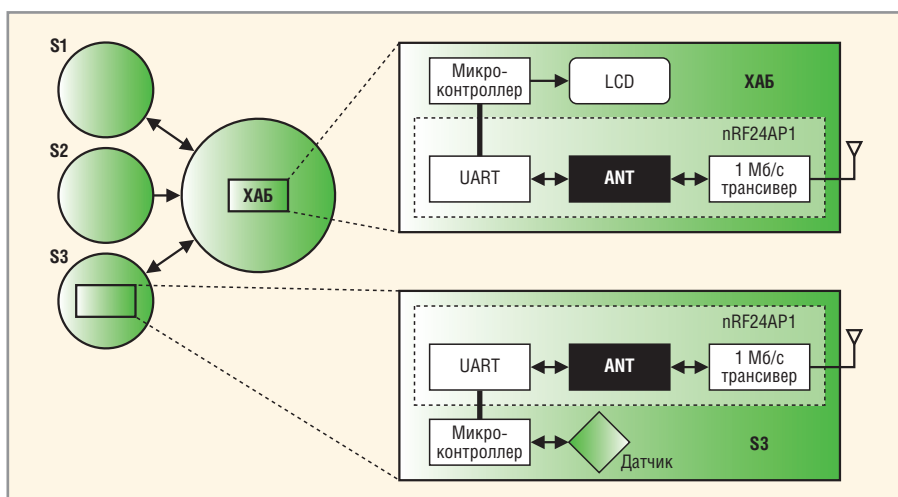 S1
S2
S3
ХАБ
Микро-
контроллер
LCD
ХАБ
nRF24AP1
UART
ANT
1 Мб/с
трансивер
nRF24AP1
UART
ANT
1 Мб/с
трансивер
Микро-
контроллер
Датчик
S3